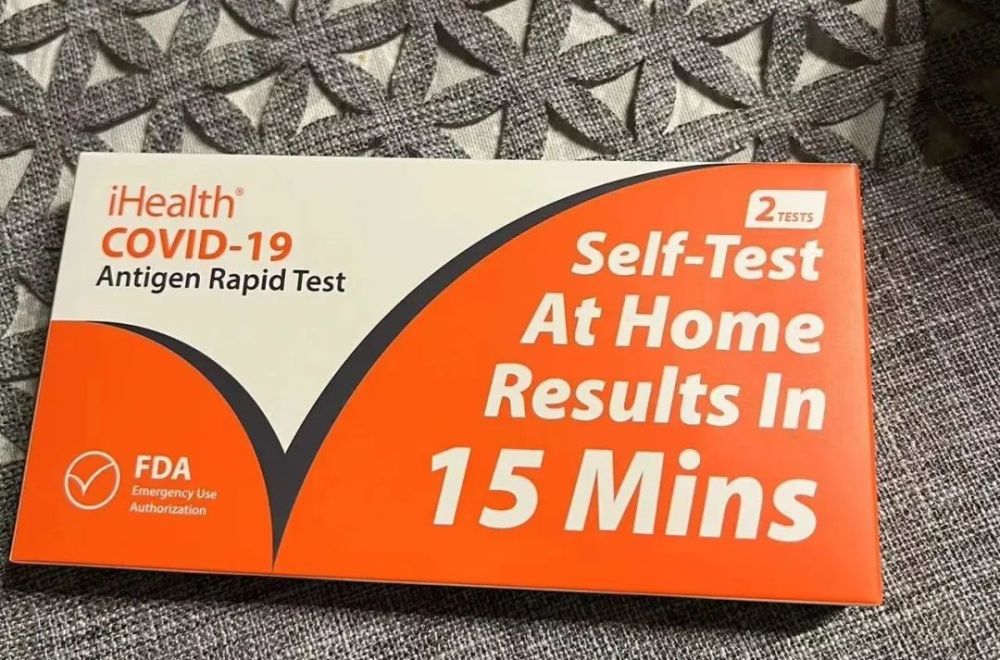 iHealth®
COVID-19
Antigen Rapid Test
2 TESTS
Self-Test
At Home
Results In
15 Mins
FDA
Emergency Use
Authorization